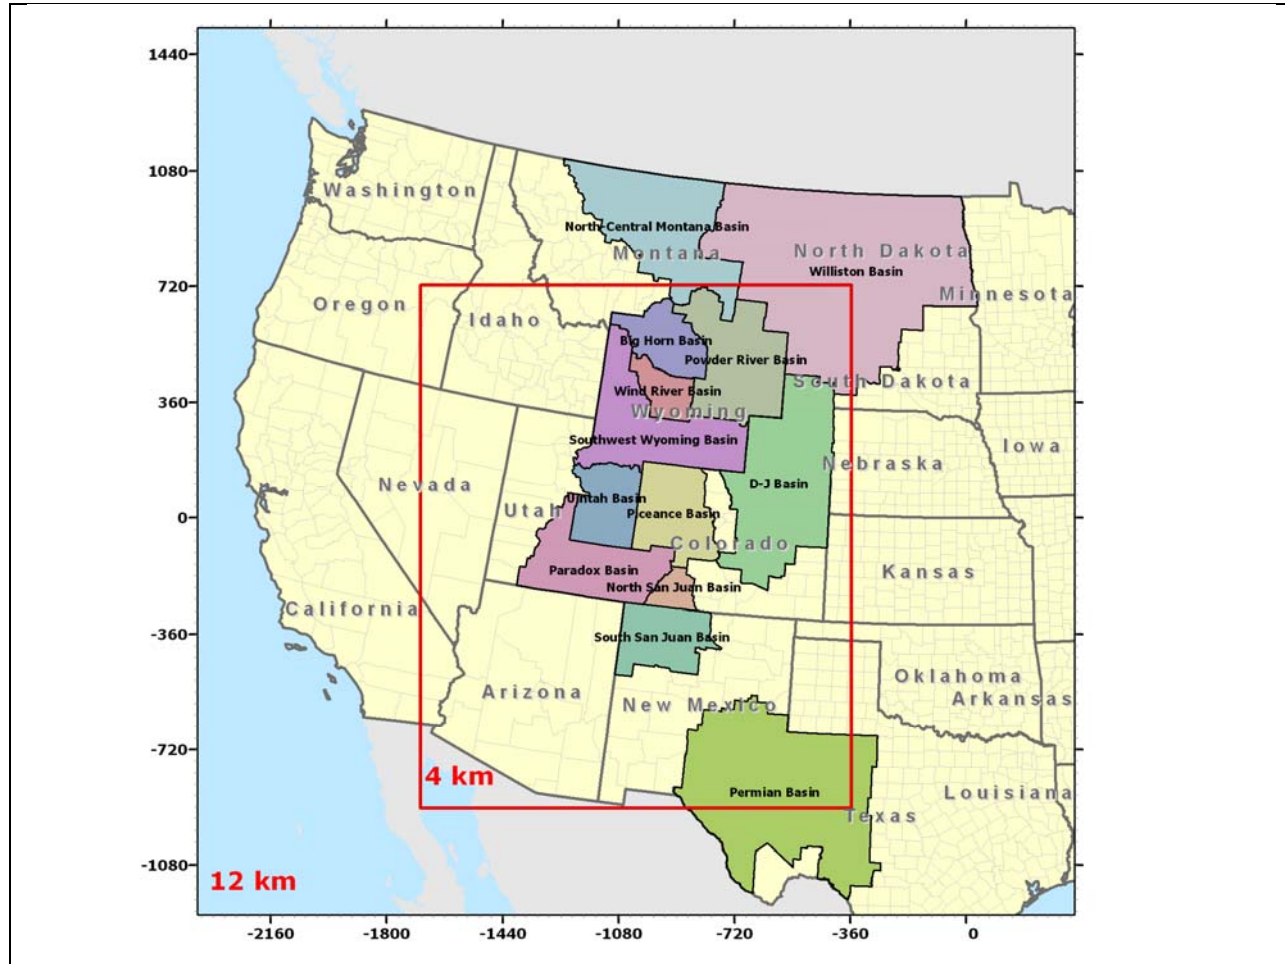 1440
1080
720
360
0
-360
-720
-1080
Washington
North-Central Montana Basin
Montana
North Dakota
Williston Basin
Minnesota
Oregon
Idaho
Big Horn Basin
Powder River Basin
South Dakota
Wind River Basin
Wyoming
Southwest Wyoming Basin
Iowa
Nebraska
Nevada
D-J Basin
Uintah Basin
Utah
Piceance Basin
Colorado
Kansas
Paradox Basin
North San Juan Basin
California
South San Juan Basin
Oklahoma
Arizona
Arkansas
New Mexico
4 km
Permian Basin
Louisiana
Texas
12 km
-2160 -1800 -1440 -1080 -720 -360 0